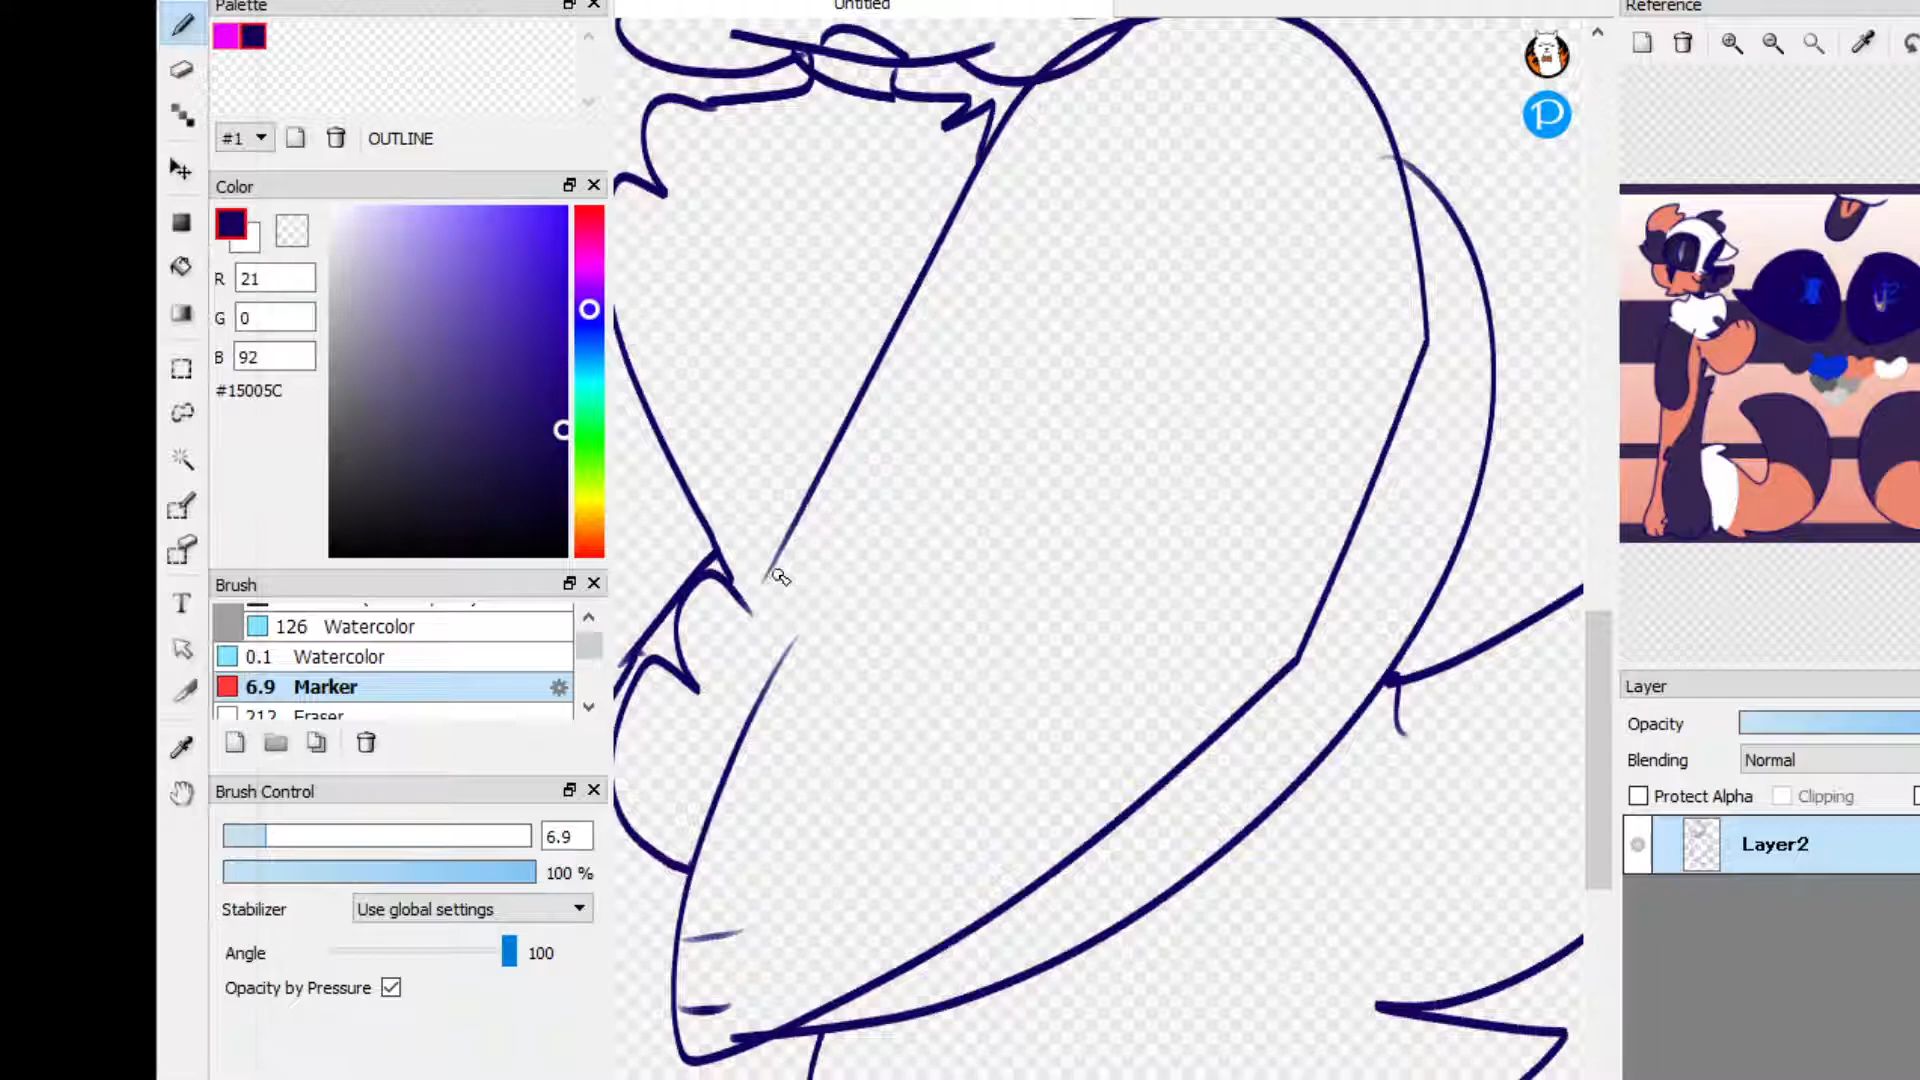 Palette
Untitled
Reference
#1
OUTLINE
Color
R 21
G 0
B 92
#15005C
Brush
126 Watercolor
0.1 Watercolor
6.9 Marker
212 Eraser
Brush Control
6.9
100 %
Stabilizer Use global settings
Angle 100
Opacity by Pressure
T
P
Layer
Opacity
Blending Normal
Protect Alpha Clipping
Layer2